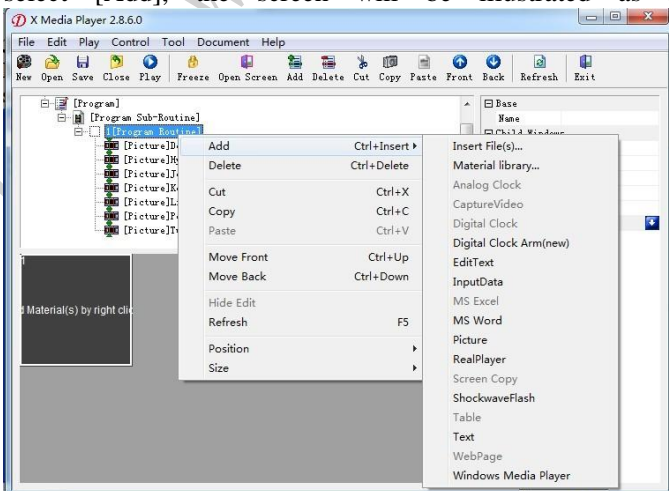 select [Add], the screen will be illustrated as
X Media Player 2.8.6.0
File Edit Play Control Tool Document Help
New Open Save Close Play Freeze Open Screen Add Delete Cut Copy Paste Front Back Refresh Exit
[Program]
[Program Sub-Routine]
1[Program Routine]
[Picture]D
[Picture]Hy
[Picture]J
[Picture]K
[Picture]L
[Picture]P
[Picture]T
Base
Name
Child Windows
Add Ctrl+Insert
Delete Ctrl+Delete
Cut Ctrl+X
Copy Ctrl+C
Paste Ctrl+V
Move Front Ctrl+Up
Move Back Ctrl+Down
Hide Edit
Refresh F5
Position
Size
Insert File(s)...
Material library...
Analog Clock
CaptureVideo
Digital Clock
Digital Clock Arm(new)
EditText
InputData
MS Excel
MS Word
Picture
RealPlayer
Screen Copy
ShockwaveFlash
Table
Text
WebPage
Windows Media Player
1
d Material(s) by right clic